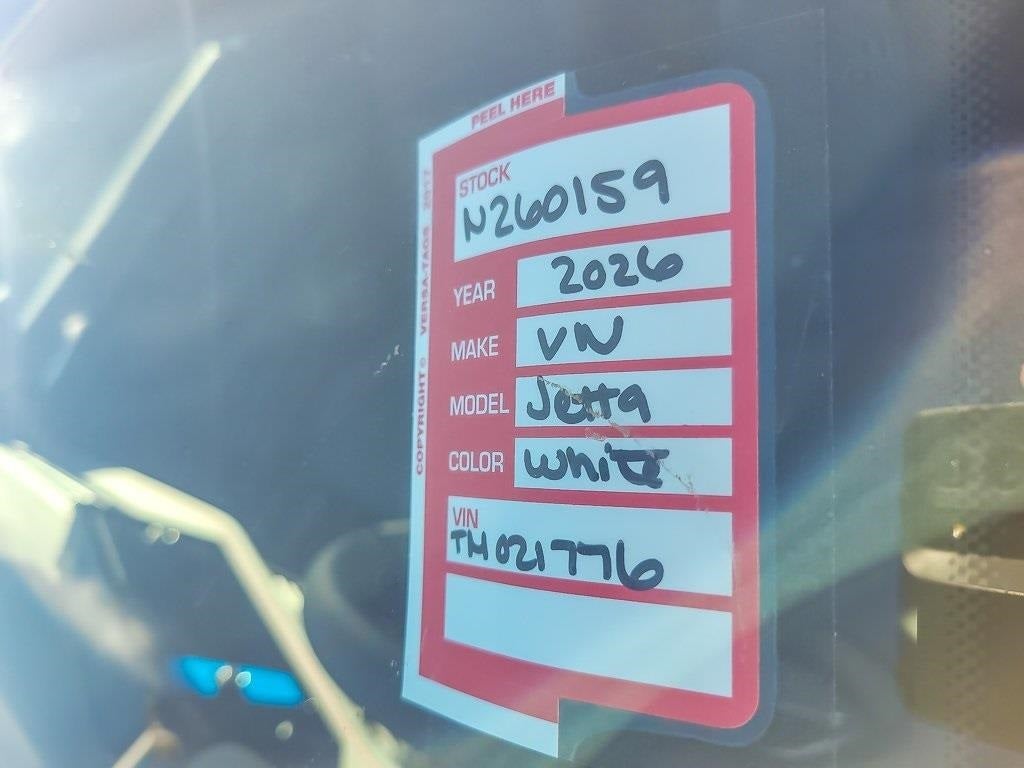 PEEL HERE
COPYRIGHT © VERSA-TAGS 2017
STOCK
N260159
YEAR 2026
MAKE VW
MODEL Jetta
COLOR White
VIN
TM021776